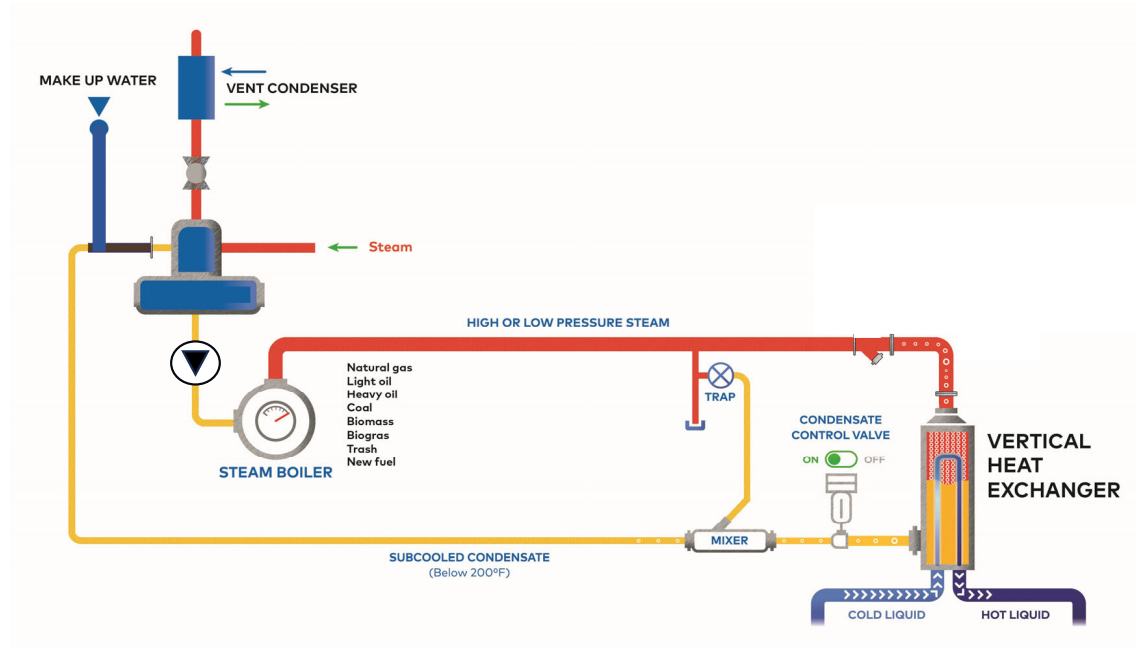 MAKE UP WATER
VENT CONDENSER
Steam
HIGH OR LOW PRESSURE STEAM
Natural gas
Light oil
Heavy oil
Coal
Biomass
Biogras
Trash
New fuel
STEAM BOILER
TRAP
CONDENSATE
CONTROL VALVE
ON OFF
VERTICAL
HEAT
EXCHANGER
MIXER
SUBCOOLED CONDENSATE
(Below 200ºF)
COLD LIQUID
HOT LIQUID